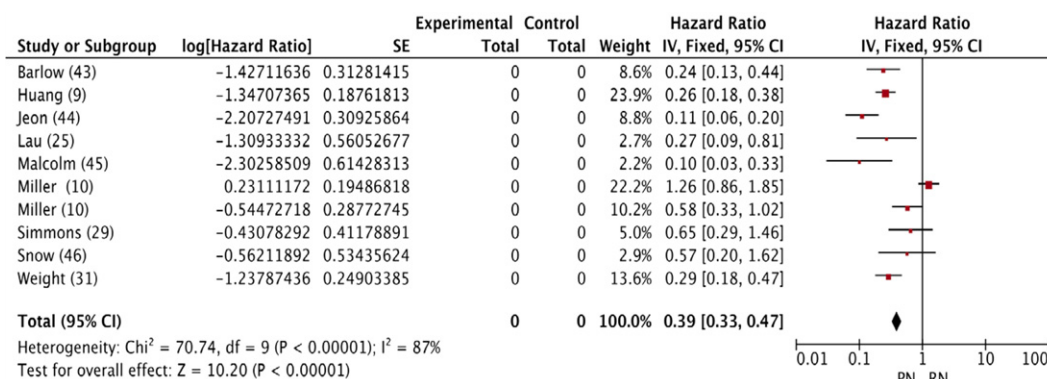 Experimental Control Hazard Ratio Hazard Ratio
Study or Subgroup log[Hazard Ratio] SE Total Total Weight IV, Fixed, 95% CI IV, Fixed, 95% CI
Barlow (43) -1.42711636 0.31281415 0 0 8.6% 0.24 [0.13, 0.44]
Huang (9) -1.34707365 0.18761813 0 0 23.9% 0.26 [0.18, 0.38]
Jeon (44) -2.20727491 0.30925864 0 0 8.8% 0.11 [0.06, 0.20]
Lau (25) -1.30933332 0.56052677 0 0 2.7% 0.27 [0.09, 0.81]
Malcolm (45) -2.30258509 0.61428313 0 0 2.2% 0.10 [0.03, 0.33]
Miller (10) 0.23111172 0.19486818 0 0 22.2% 1.26 [0.86, 1.85]
Miller (10) -0.54472718 0.28772745 0 0 10.2% 0.58 [0.33, 1.02]
Simmons (29) -0.43078292 0.41178891 0 0 5.0% 0.65 [0.29, 1.46]
Snow (46) -0.56211892 0.53435624 0 0 2.9% 0.57 [0.20, 1.62]
Weight (31) -1.23787436 0.24903385 0 0 13.6% 0.29 [0.18, 0.47]
Total (95% CI) 0 0 100.0% 0.39 [0.33, 0.47]
Heterogeneity: Chi² = 70.74, df = 9 (P < 0.00001); I² = 87%
0.01 0.1 1 10 100
Test for overall effect: Z = 10.20 (P < 0.00001)
PN RN